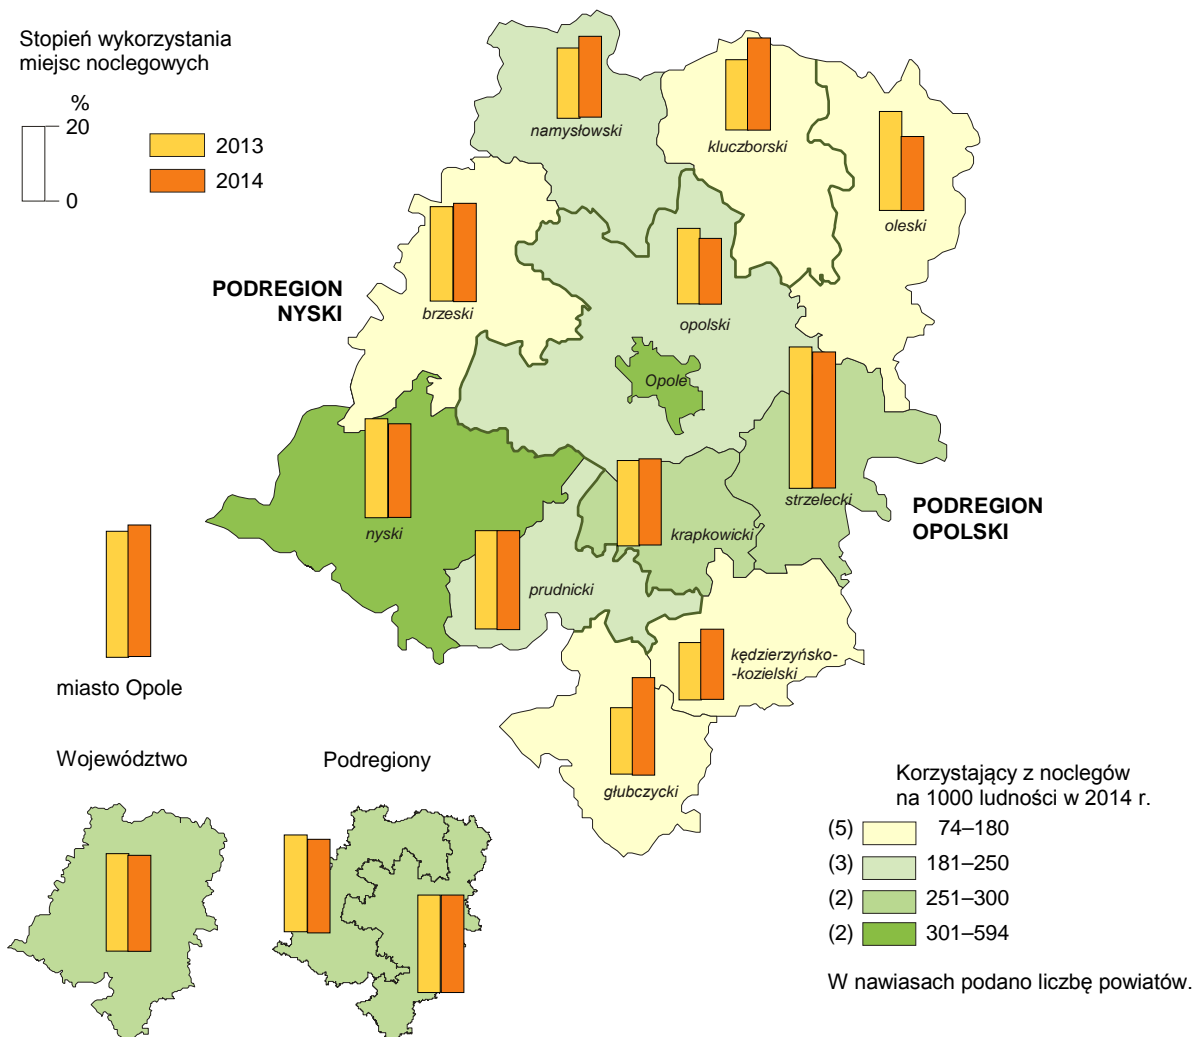 Stopień wykorzystania
miejsc noclegowych
%
20
0
2013
2014
namysłowski
kluczborski
oleski
brzeski
opolski
PODREGION
NYSKI
Opole
nyski
strzelecki
krapkowicki
PODREGION
OPOLSKI
prudnicki
kędzierzyńsko-
-kozielski
głubczycki
miasto Opole
Województwo
Podregiony
Korzystający z noclegów
na 1000 ludności w 2014 r.
(5) 74–180
(3) 181–250
(2) 251–300
(2) 301–594
W nawiasach podano liczbę powiatów.